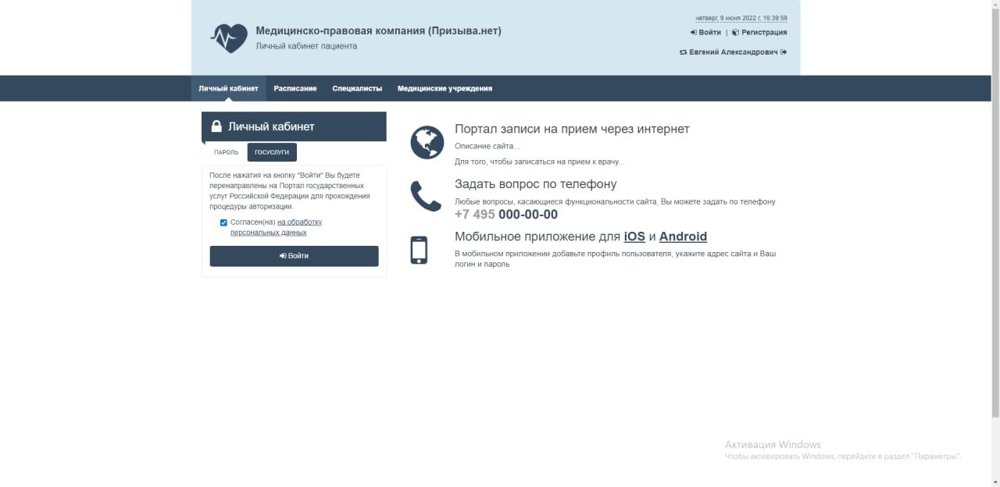 четверг, 9 июня 2022 г, 16:39:59
Медицинско-правовая компания (Призыва.нет)
Личный кабинет пациента
Войти | Регистрация
Евгений Александрович
Личный кабинет Расписание Специалисты Медицинские учреждения
Личный кабинет
ПАРОЛЬ ГОСУСЛУГИ
После нажатия на кнопку "Войти" Вы будете
перенаправлены на Портал государственных
услуг Российской Федерации для прохождения
процедуры авторизации.
Согласен(на) на обработку
персональных данных
Войти
Портал записи на прием через интернет
Описание сайта...
Для того, чтобы записаться на прием к врачу...
Задать вопрос по телефону
Любые вопросы, касающиеся функциональности сайта, Вы можете задать по телефону
+7 495 000-00-00
Мобильное приложение для iOS и Android
В мобильном приложении добавьте профиль пользователя, укажите адрес сайта и Ваш
логин и пароль
Активация Windows
Чтобы активировать Windows, перейдите в раздел "Параметры".